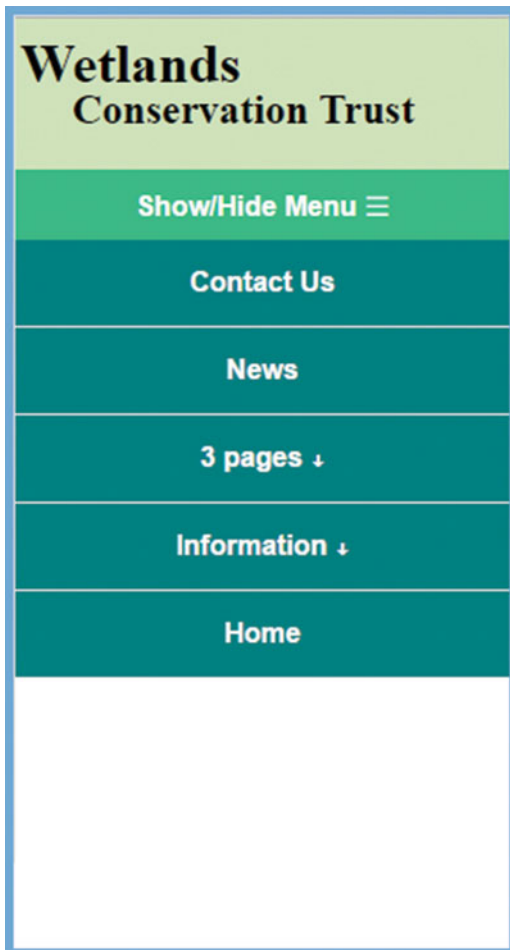 Wetlands
Conservation Trust
Show/Hide Menu ☰
Contact Us
News
3 pages ↓
Information ↓
Home